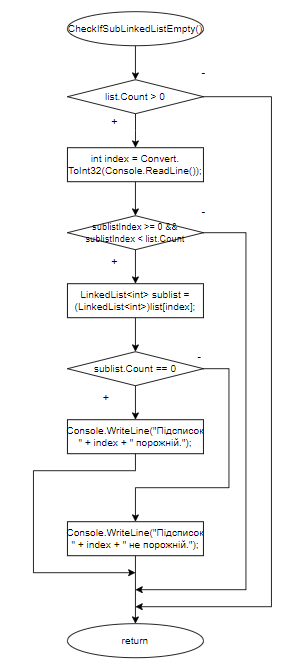 CheckIfSubLinkedListEmpty()
-
list.Count > 0
+
int index = Convert.
ToInt32(Console.ReadLine());
-
sublistIndex >= 0 &&
sublistIndex < list.Count
+
LinkedList<int> sublist =
(LinkedList<int>)list[index];
-
sublist.Count == 0
+
Console.WriteLine("Підсписок
" + index + " порожній.");
Console.WriteLine("Підсписок
" + index + " не порожній.");
return